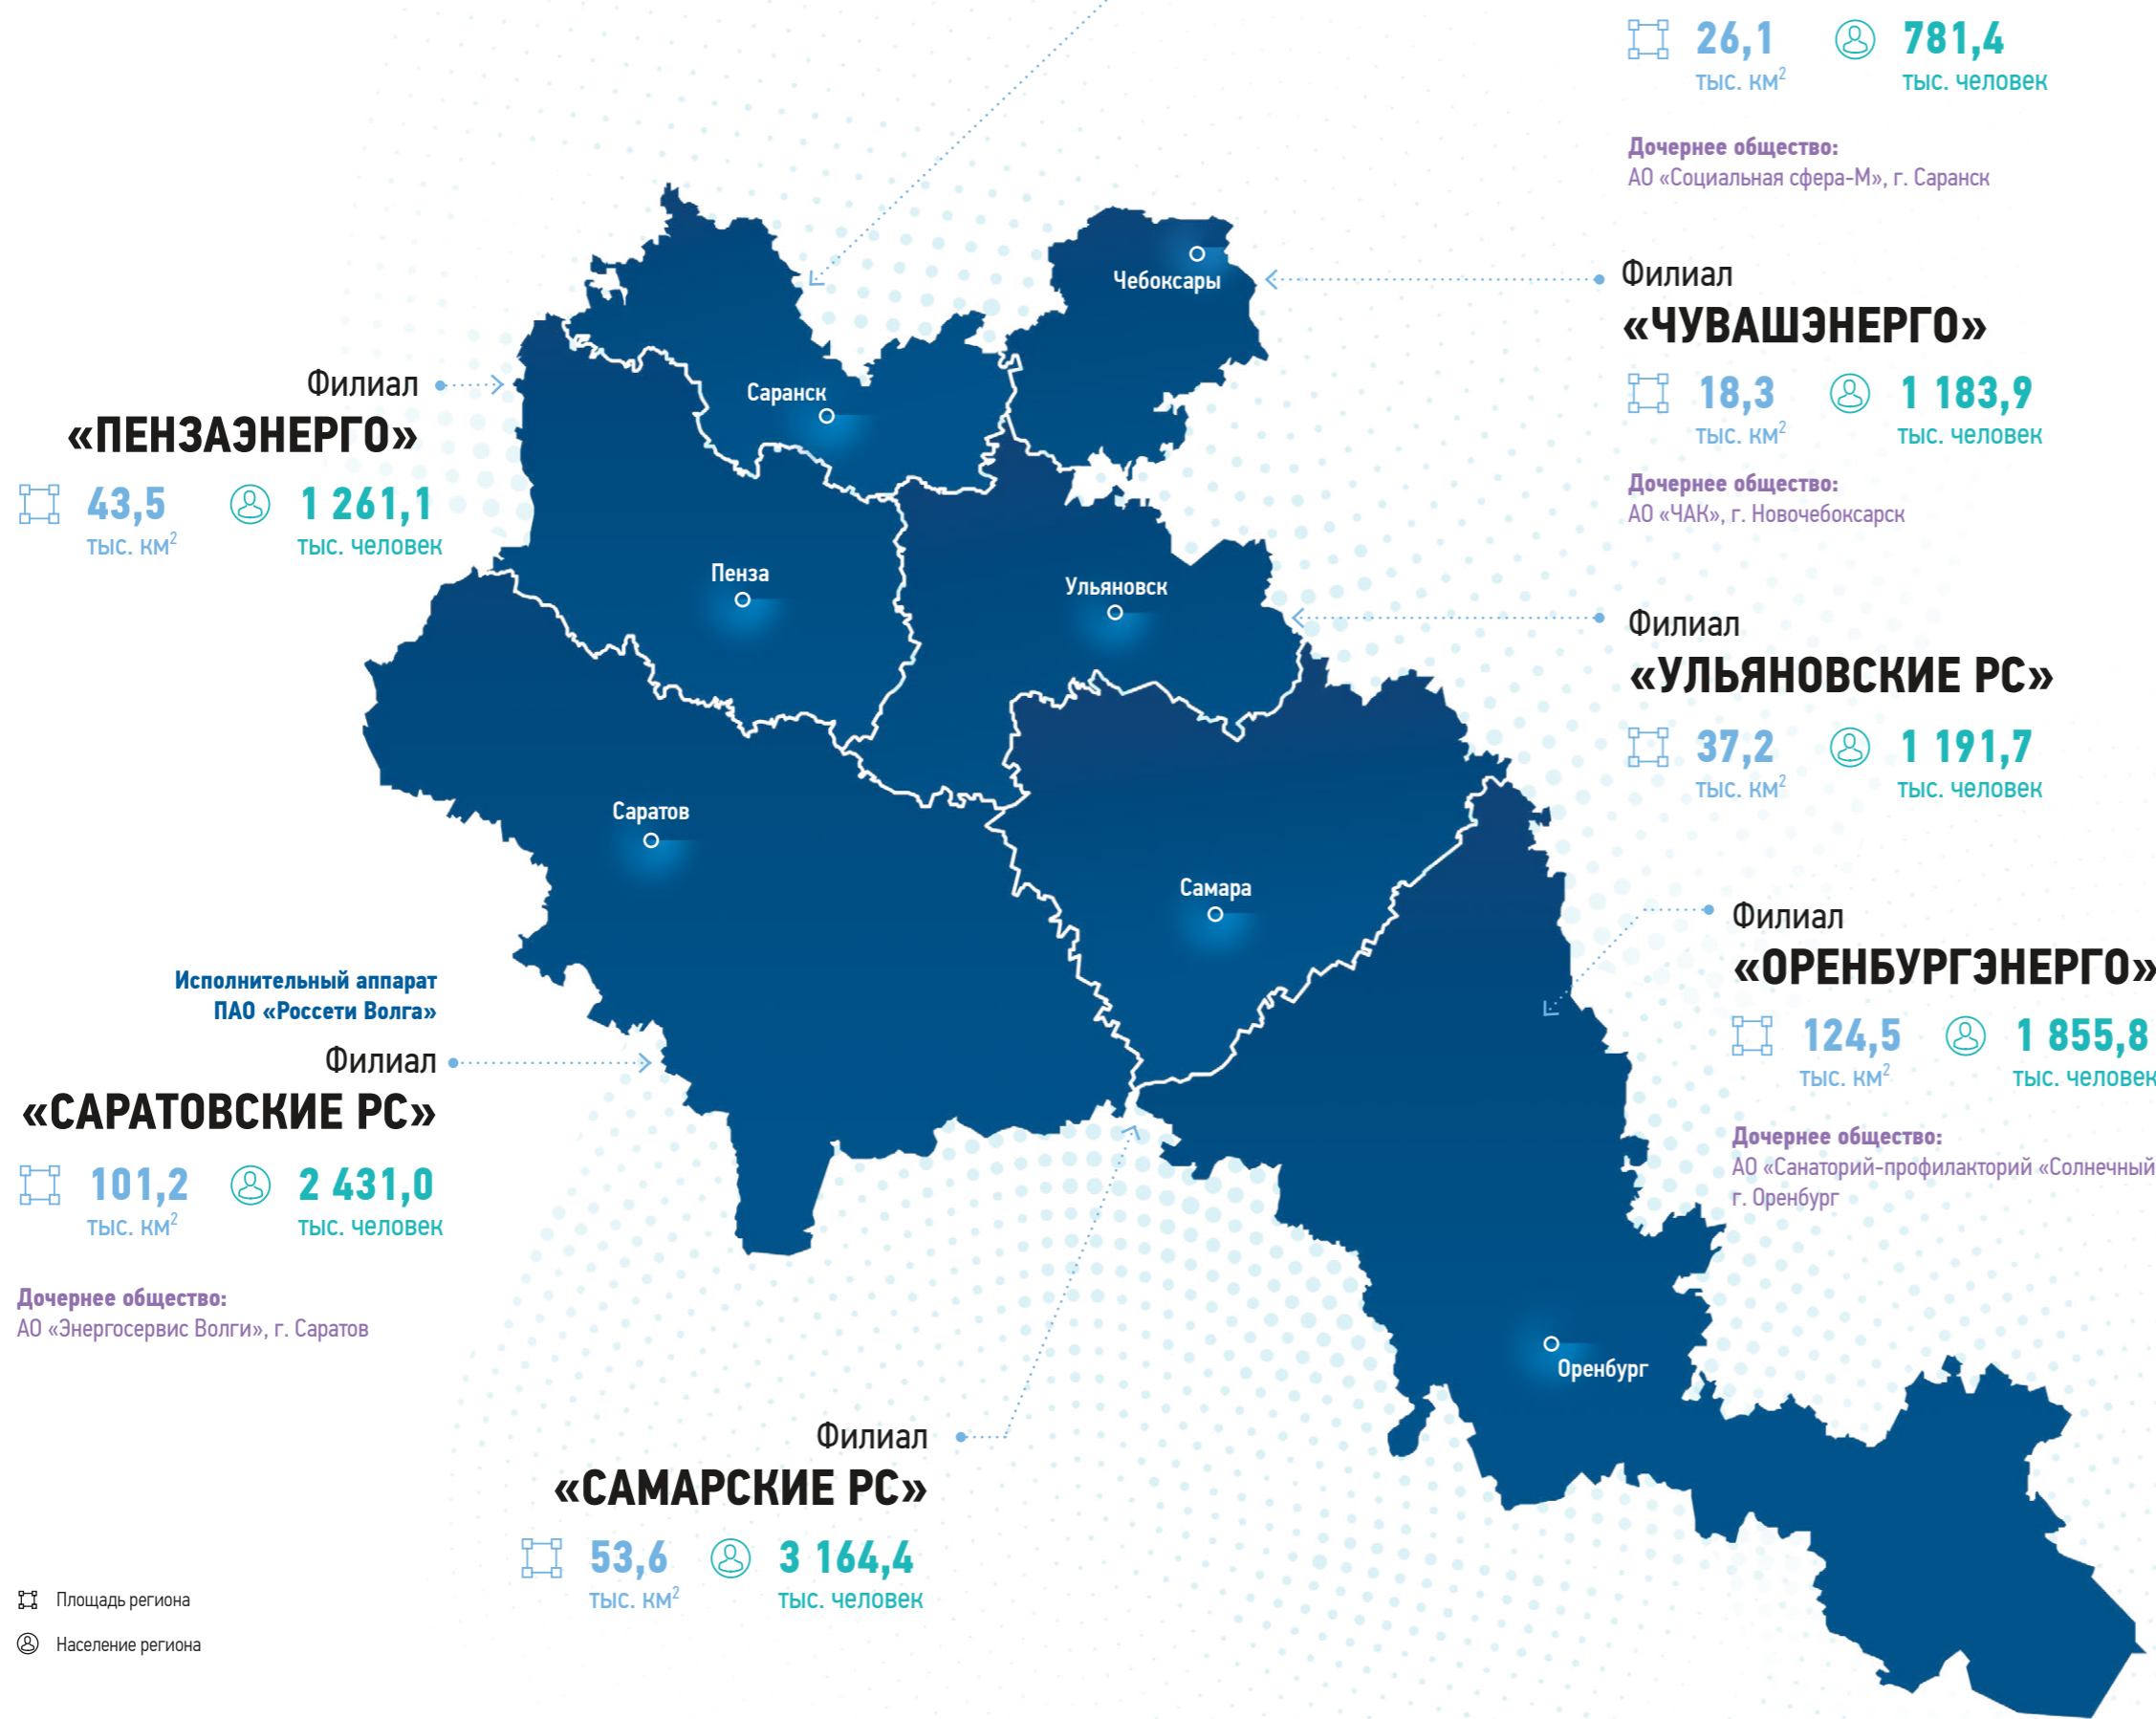 26,1
тыс. км²
781,4
тыс. человек
Дочернее общество:
АО «Социальная сфера-М», г. Саранск
Филиал
«ЧУВАШЭНЕРГО»
18,3
тыс. км²
1 183,9
тыс. человек
Дочернее общество:
АО «ЧАК», г. Новочебоксарск
Филиал
«ПЕНЗАЭНЕРГО»
43,5
тыс. км²
1 261,1
тыс. человек
Филиал
«УЛЬЯНОВСКИЕ РС»
37,2
тыс. км²
1 191,7
тыс. человек
Филиал
«ОРЕНБУРГЭНЕРГО»
124,5
тыс. км²
1 855,8
тыс. человек
Дочернее общество:
АО «Санаторий-профилакторий «Солнечный
г. Оренбург
Исполнительный аппарат
ПАО «Россети Волга»
Филиал
«САРАТОВСКИЕ РС»
101,2
тыс. км²
2 431,0
тыс. человек
Дочернее общество:
АО «Энергосервис Волги», г. Саратов
Филиал
«САМАРСКИЕ РС»
53,6
тыс. км²
3 164,4
тыс. человек
Чебоксары
Саранск
Пенза
Ульяновск
Саратов
Самара
Оренбург
Площадь региона
Население региона